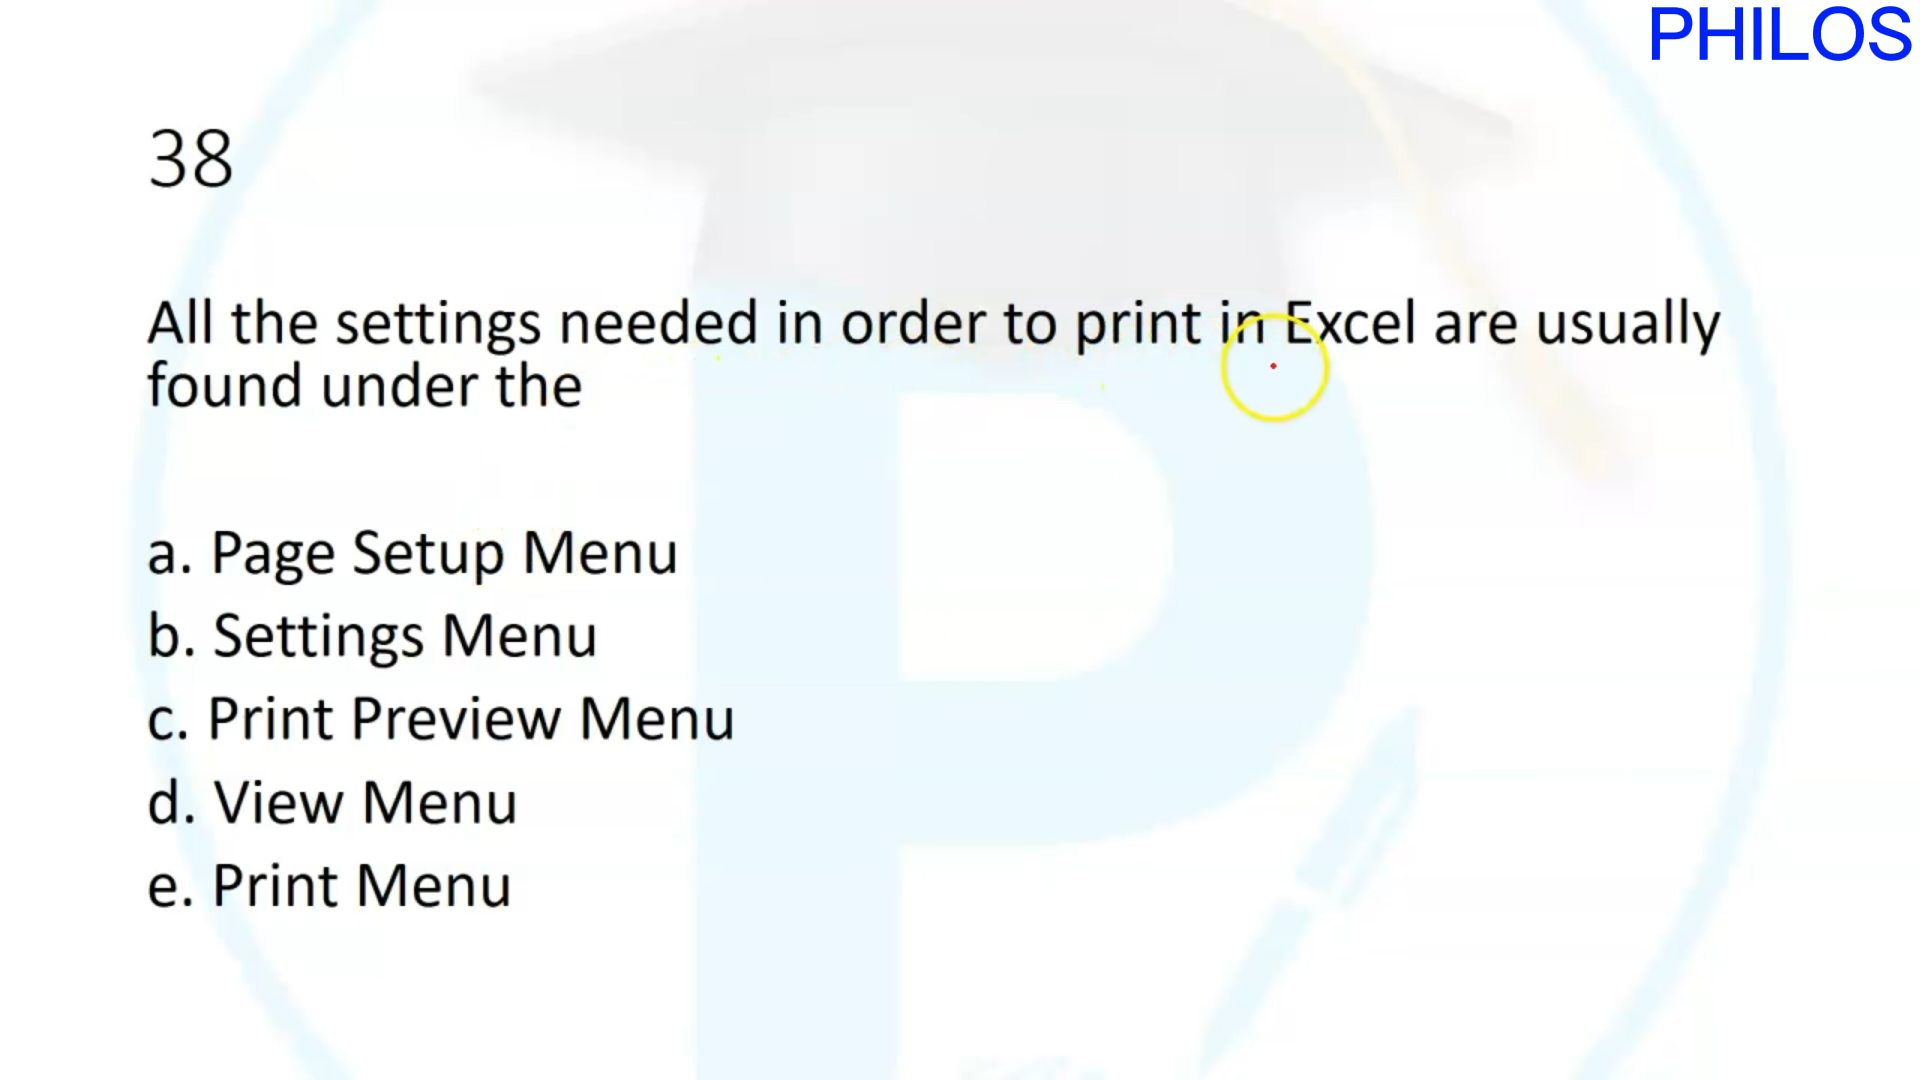 PHILOS
38
All the settings needed in order to print in Excel are usually
found under the
a. Page Setup Menu
b. Settings Menu
c. Print Preview Menu
d. View Menu
e. Print Menu